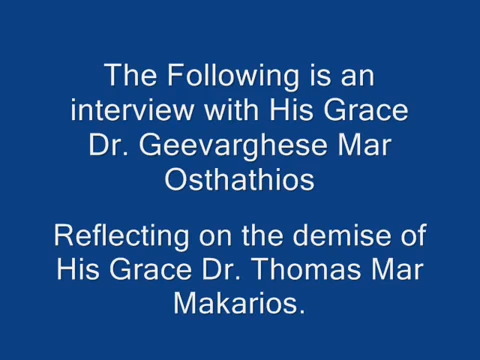 The Following is an
interview with His Grace
Dr. Geevarghese Mar
Osthathios
Reflecting on the demise of
His Grace Dr. Thomas Mar
Makarios.